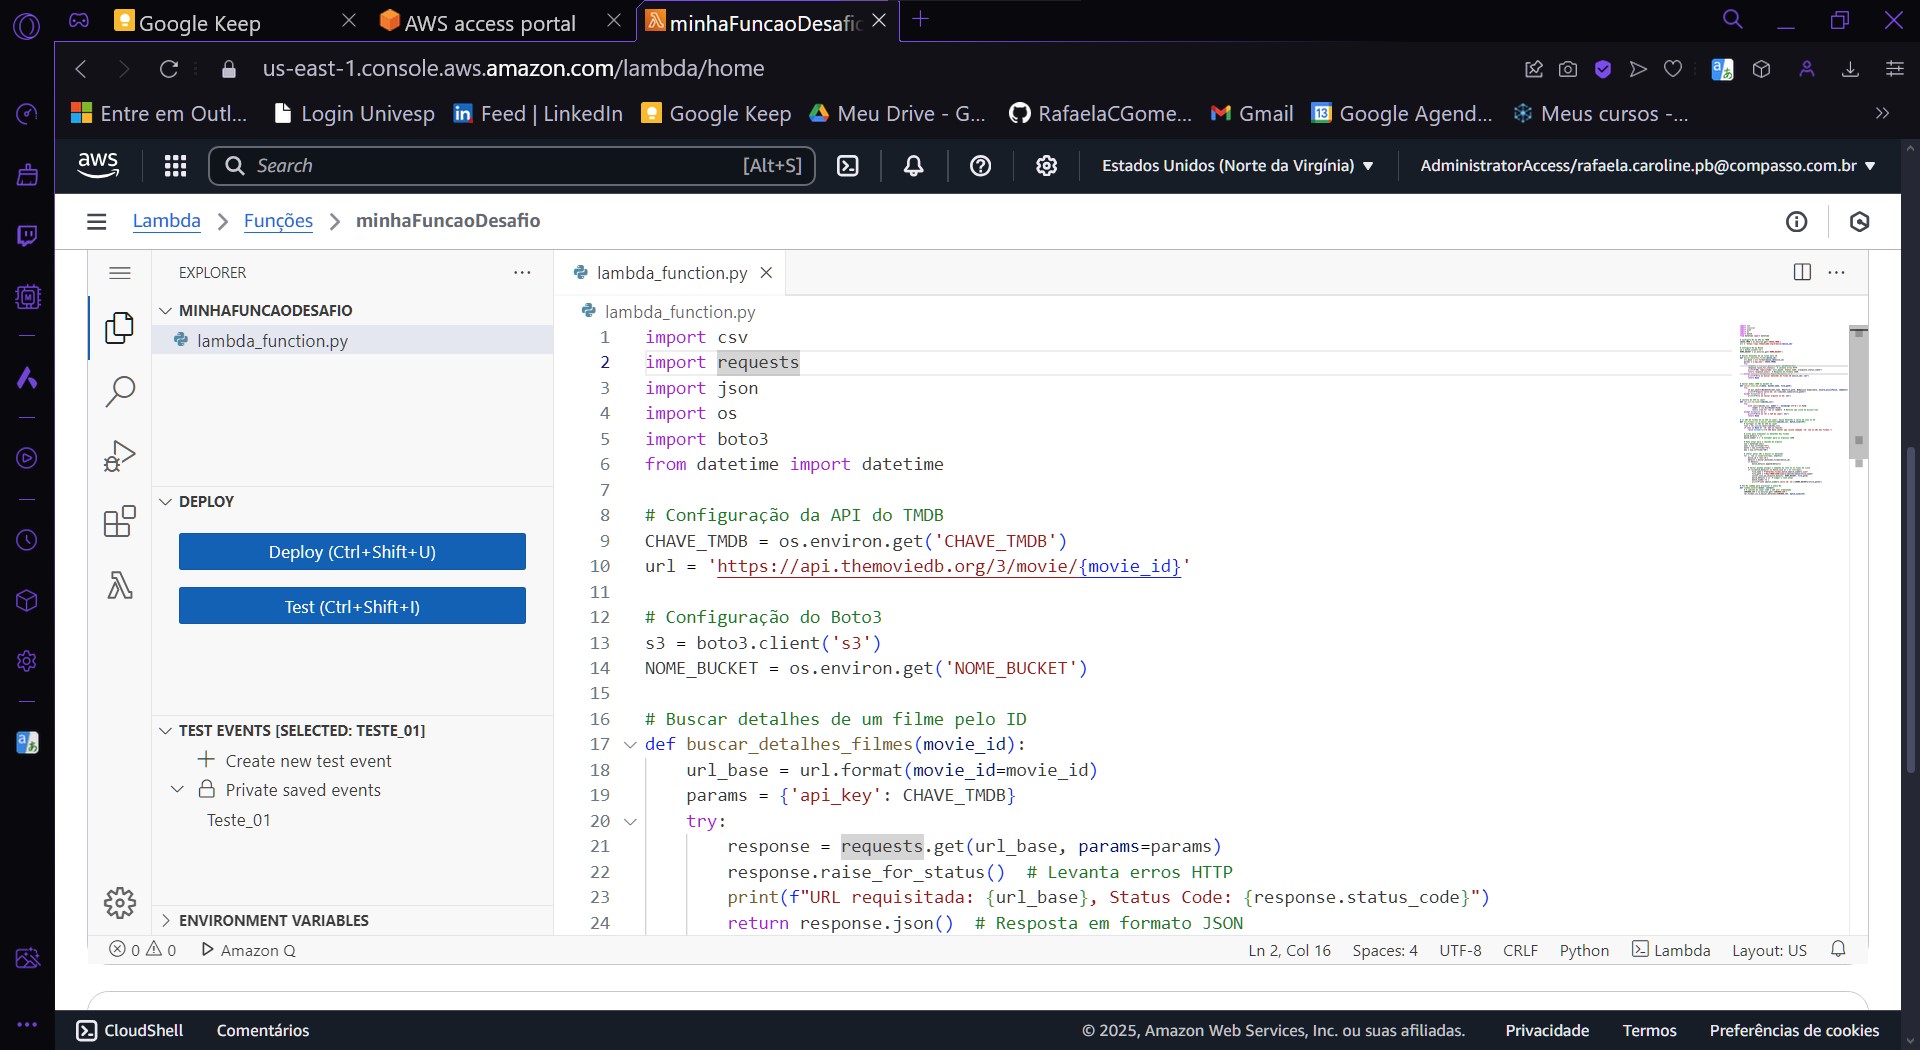 Google Keep
AWS access portal
minhaFuncaoDesafio
us-east-1.console.aws.amazon.com/lambda/home
Entre em Outl...
Login Univesp
Feed | LinkedIn
Google Keep
Meu Drive - G...
RafaelaCGome...
Gmail
Google Agend...
Meus cursos -...
aws
Search
[Alt+S]
Estados Unidos (Norte da Virgínia)
AdministratorAccess/rafaela.caroline.pb@compasso.com.br
Lambda
Funções
minhaFuncaoDesafio
EXPLORER
MINHAFUNCAODESAFIO
lambda_function.py
DEPLOY
Deploy (Ctrl+Shift+U)
Test (Ctrl+Shift+I)
TEST EVENTS [SELECTED: TESTE_01]
Create new test event
Private saved events
Teste_01
ENVIRONMENT VARIABLES
lambda_function.py
lambda_function.py
1 import csv
2 import requests
3 import json
4 import os
5 import boto3
6 from datetime import datetime
7
8 # Configuração da API do TMDB
9 CHAVE_TMDB = os.environ.get('CHAVE_TMDB')
10 url = 'https://api.themoviedb.org/3/movie/{movie_id}'
11
12 # Configuração do Boto3
13 s3 = boto3.client('s3')
14 NOME_BUCKET = os.environ.get('NOME_BUCKET')
15
16 # Buscar detalhes de um filme pelo ID
17 def buscar_detalhes_filmes(movie_id):
18 url_base = url.format(movie_id=movie_id)
19 params = {'api_key': CHAVE_TMDB}
20 try:
21 response = requests.get(url_base, params=params)
22 response.raise_for_status()  # Levanta erros HTTP
23 print(f"URL requisitada: {url_base}, Status Code: {response.status_code}")
24 return response.json()  # Resposta em formato JSON
0 0
Amazon Q
Ln 2, Col 16
Spaces: 4
UTF-8
CRLF
Python
Lambda
Layout: US
CloudShell
Comentários
© 2025, Amazon Web Services, Inc. ou suas afiliadas.
Privacidade
Termos
Preferências de cookies